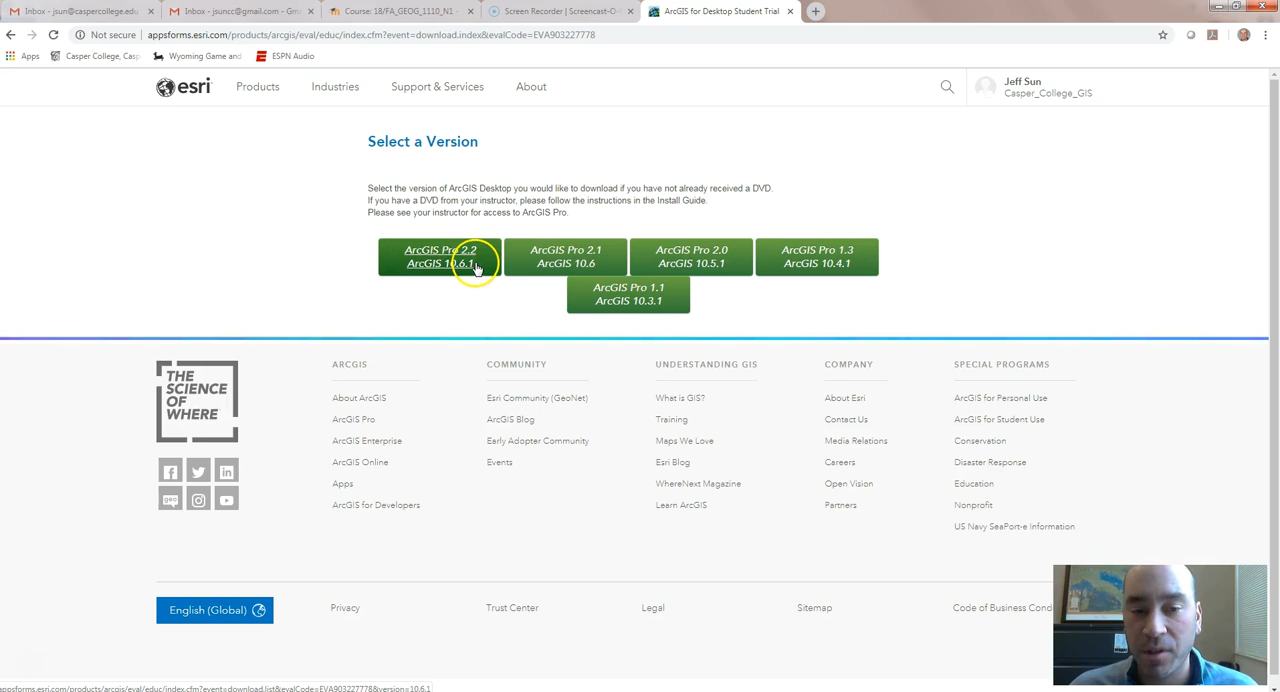 Inbox - jsun@caspercollege.edu
Inbox - jsuncc@gmail.com - Gm
Course: 18/FA_GEOG_1110_N1 -
Screen Recorder | Screencast-O-
ArcGIS for Desktop Student Trial
Not secure | appsforms.esri.com/products/arcgis/eval/educ/index.cfm?event=download.index&evalCode=EVA903227778
Apps
Casper College, Casp
Wyoming Game and
ESPN Audio
esri
Products
Industries
Support & Services
About
Jeff Sun
Casper_College_GIS
Select a Version
Select the version of ArcGIS Desktop you would like to download if you have not already received a DVD.
If you have a DVD from your instructor, please follow the instructions in the Install Guide.
Please see your instructor for access to ArcGIS Pro.
ArcGIS Pro 2.2
ArcGIS 10.6.1
ArcGIS Pro 2.1
ArcGIS 10.6
ArcGIS Pro 2.0
ArcGIS 10.5.1
ArcGIS Pro 1.3
ArcGIS 10.4.1
ArcGIS Pro 1.1
ArcGIS 10.3.1
THE
SCIENCE
OF
WHERE
ARCGIS
About ArcGIS
ArcGIS Pro
ArcGIS Enterprise
ArcGIS Online
Apps
ArcGIS for Developers
COMMUNITY
Esri Community (GeoNet)
ArcGIS Blog
Early Adopter Community
Events
UNDERSTANDING GIS
What is GIS?
Training
Maps We Love
Esri Blog
WhereNext Magazine
Learn ArcGIS
COMPANY
About Esri
Contact Us
Media Relations
Careers
Open Vision
Partners
SPECIAL PROGRAMS
ArcGIS for Personal Use
ArcGIS for Student Use
Conservation
Disaster Response
Education
Nonprofit
US Navy SeaPort-e Information
geo
English (Global)
Privacy
Trust Center
Legal
Sitemap
Code of Business Cond
appsforms.esri.com/products/arcgis/eval/educ/index.cfm?event=download.list&evalCode=EVA903227778&version=10.6.1